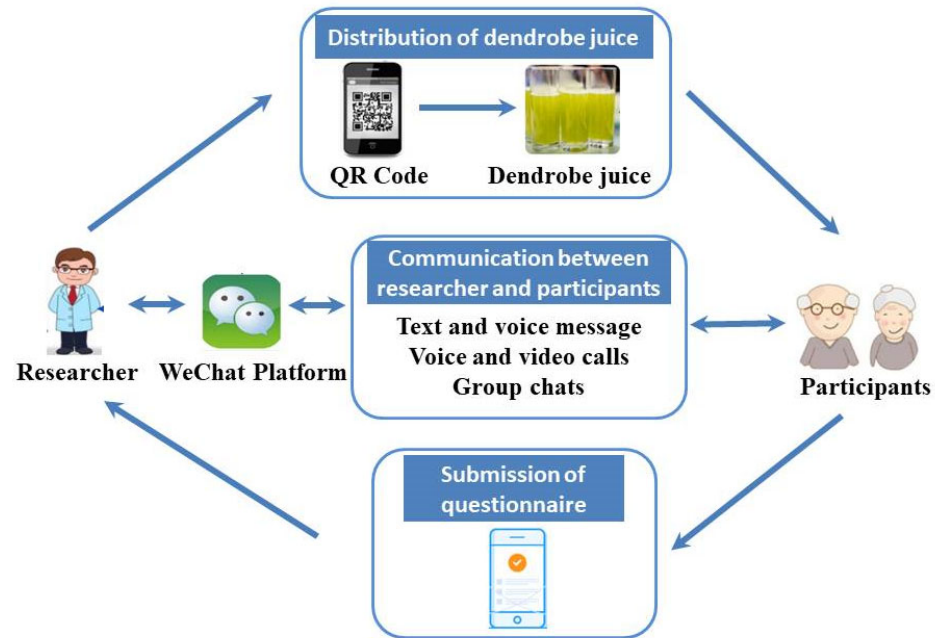 Distribution of dendrobe juice
QR Code
Dendrobe juice
Communication between
researcher and participants
Text and voice message
Voice and video calls
Group chats
Researcher
WeChat Platform
Participants
Submission of
questionnaire